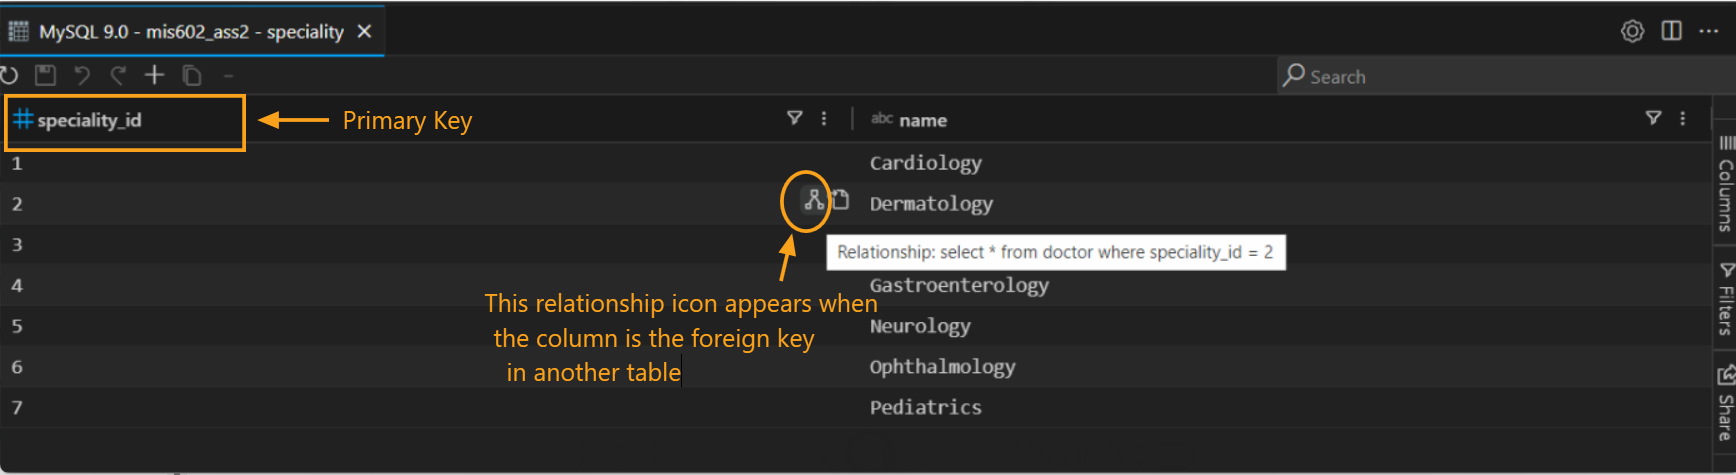 MySQL 9.0 - mis602_ass2 - speciality
Search
speciality_id
Primary Key
abc name
1 Cardiology
2 Dermatology
3
Relationship: select * from doctor where speciality_id = 2
4 Gastroenterology
5 Neurology
6 Ophthalmology
7 Pediatrics
This relationship icon appears when
the column is the foreign key
in another table
Columns
Filters
Share